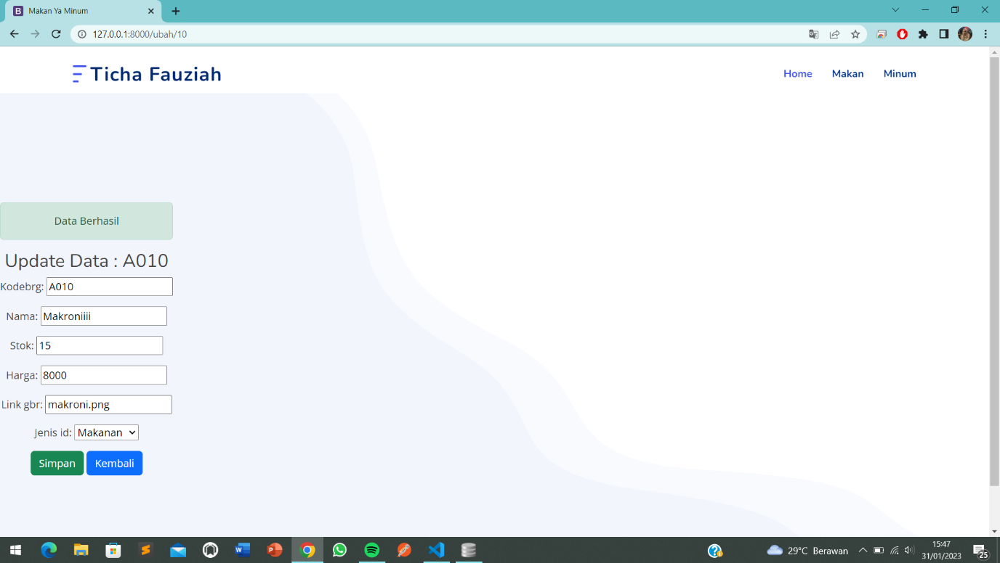 Makan Ya Minum
127.0.0.1:8000/ubah/10
Ticha Fauziah
Home Makan Minum
Data Berhasil
Update Data : A010
Kodebrg: A010
Nama: Makroniiii
Stok: 15
Harga: 8000
Link gbr: makroni.png
Jenis id: Makanan
Simpan Kembali
29°C Berawan
15:47
31/01/2023
25